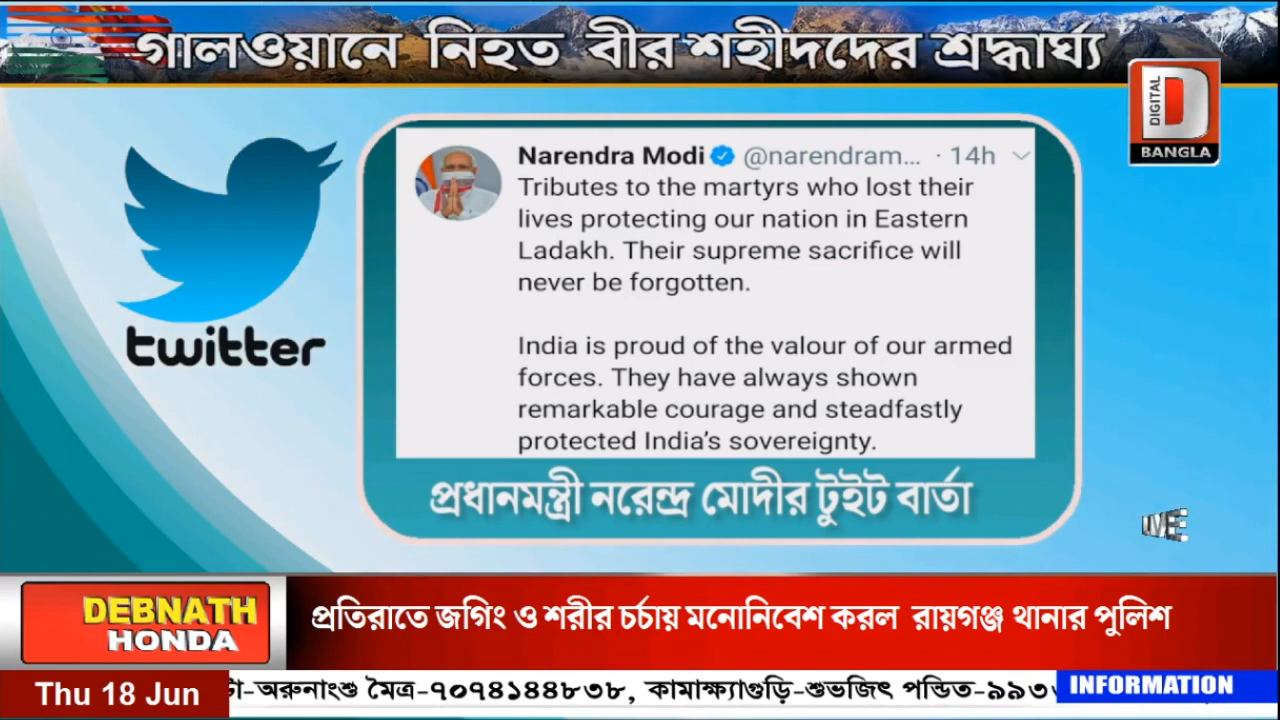 গালওয়ানে নিহত বীর শহীদদের শ্রদ্ধার্ঘ্য
DIGITAL
BANGLA
twitter
Narendra Modi @narendram... · 14h
Tributes to the martyrs who lost their
lives protecting our nation in Eastern
Ladakh. Their supreme sacrifice will
never be forgotten.
India is proud of the valour of our armed
forces. They have always shown
remarkable courage and steadfastly
protected India's sovereignty.
প্রধানমন্ত্রী নরেন্দ্র মোদীর টুইট বার্তা
LIVE
DEBNATH
HONDA
প্রতিরাতে জগিং ও শরীর চর্চায় মনোনিবেশ করল রায়গঞ্জ থানার পুলিশ
Thu 18 Jun
-অরুনাংশু মৈত্র-৭০৭৪১৪৪৮৩৮, কামাক্ষ্যাগুড়ি-শুভজিৎ পন্ডিত-৯৯৩
INFORMATION